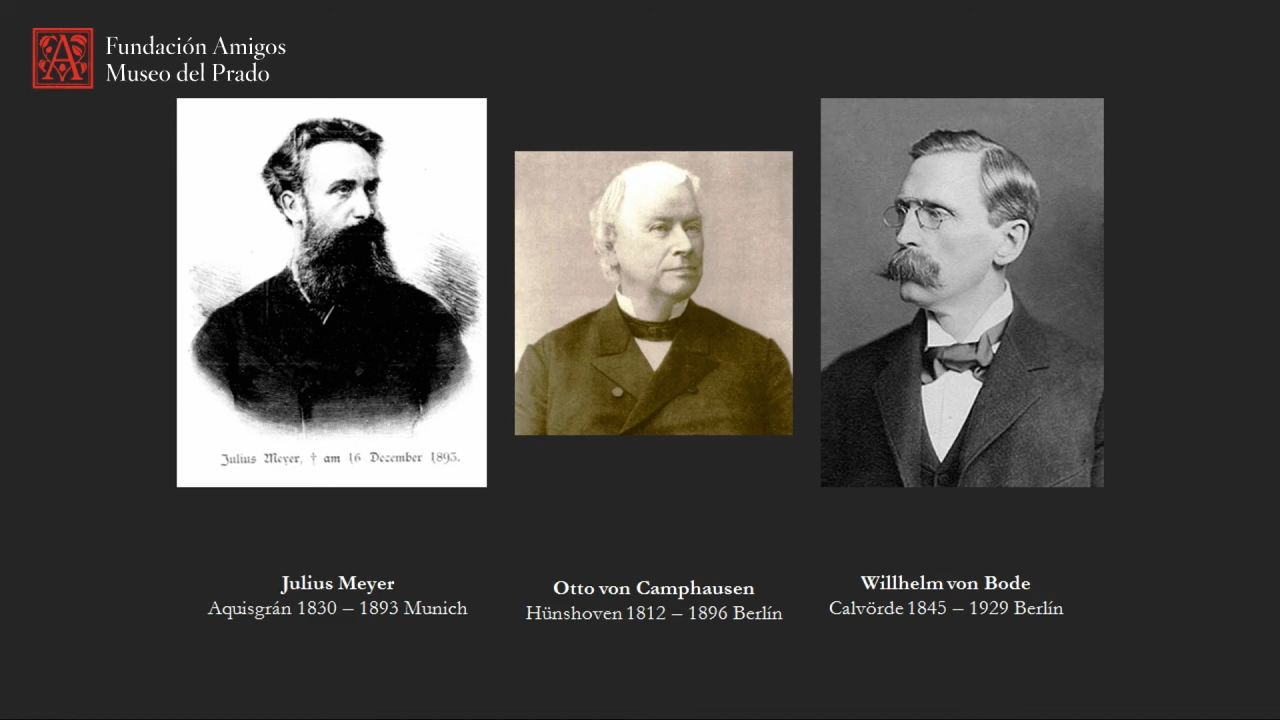 Fundación Amigos
Museo del Prado
Julius Meyer, † am 16 Dezember 1893.
Julius Meyer
Aquisgrán 1830 – 1893 Munich
Otto von Camphausen
Hünshoven 1812 – 1896 Berlín
Willhelm von Bode
Calvörde 1845 – 1929 Berlín